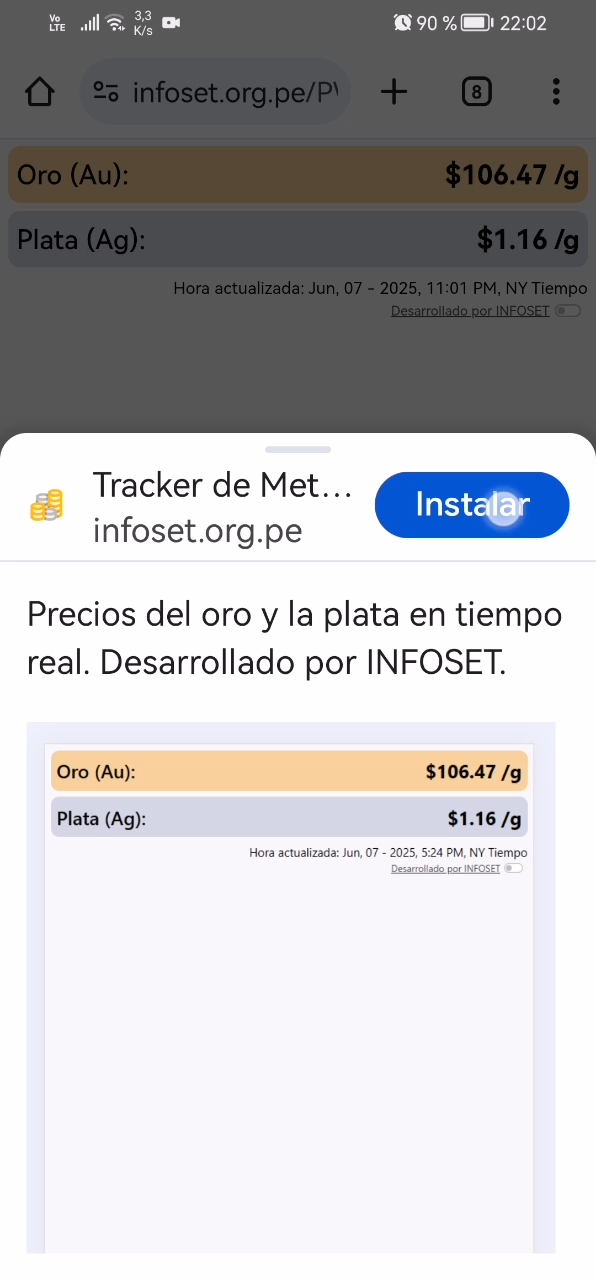 Vo
LTE
3,3
K/s
90 %
22:02
infoset.org.pe/P
8
Oro (Au):
$106.47 /g
Plata (Ag):
$1.16 /g
Hora actualizada: Jun, 07 - 2025, 11:01 PM, NY Tiempo
Desarrollado por INFOSET
Tracker de Met...
Instalar
infoset.org.pe
Precios del oro y la plata en tiempo
real. Desarrollado por INFOSET.
Oro (Au):
$106.47 /g
Plata (Ag):
$1.16 /g
Hora actualizada: Jun, 07 - 2025, 5:24 PM, NY Tiempo
Desarrollado por INFOSET